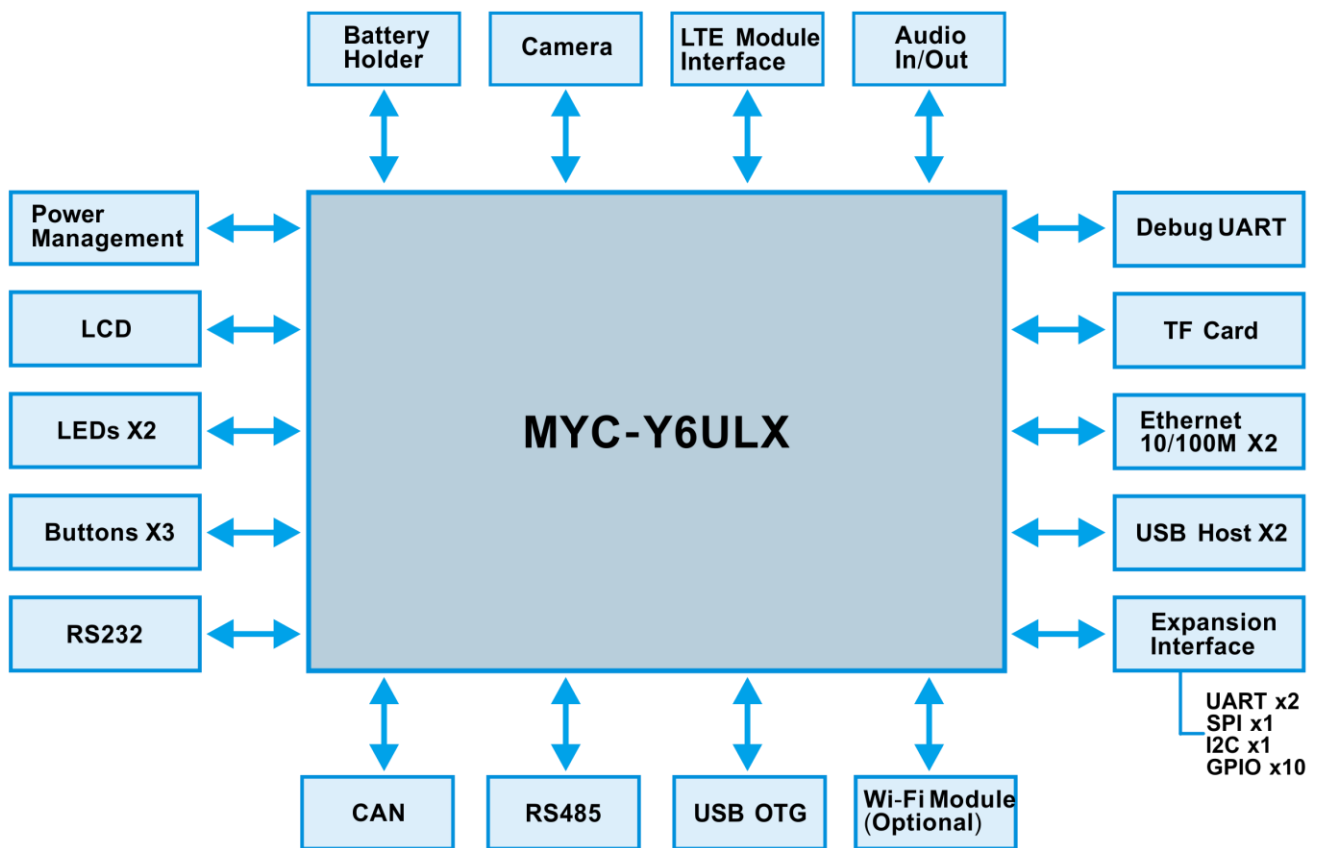 Battery
Holder
Camera
LTE Module
Interface
Audio
In/Out
Power
Management
LCD
LEDs X2
Buttons X3
RS232
MYC-Y6ULX
Debug UART
TF Card
Ethernet
10/100M X2
USB Host X2
Expansion
Interface
UART x2
SPI x1
I2C x1
GPIO x10
CAN
RS485
USB OTG
Wi-Fi Module
(Optional)